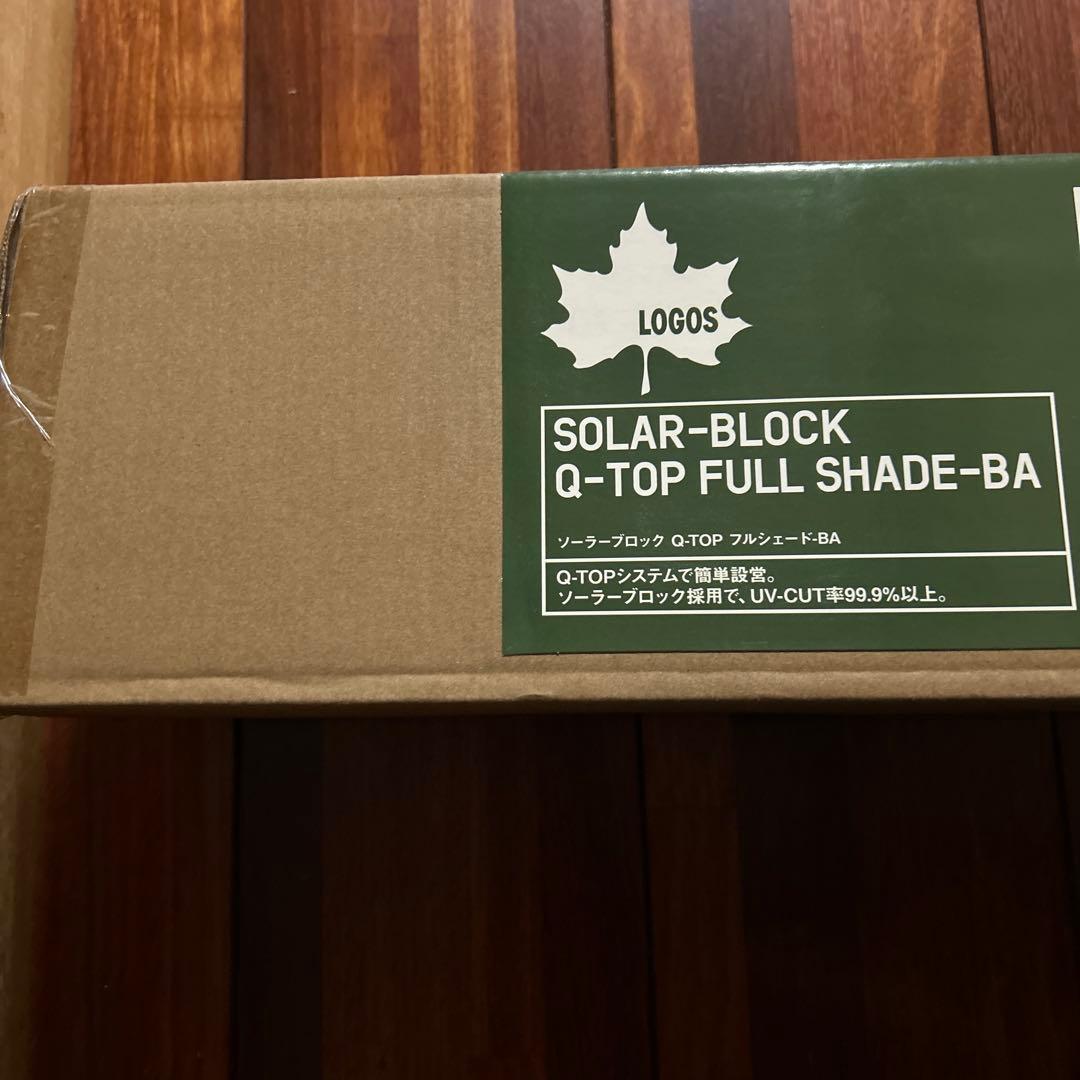 LOGOS
SOLAR-BLOCK
Q-TOP FULL SHADE-BA
ソーラーブロック Q-TOP フルシェード-BA
Q-TOPシステムで簡単設営。
ソーラーブロック採用で、UV-CUT率99.9%以上。